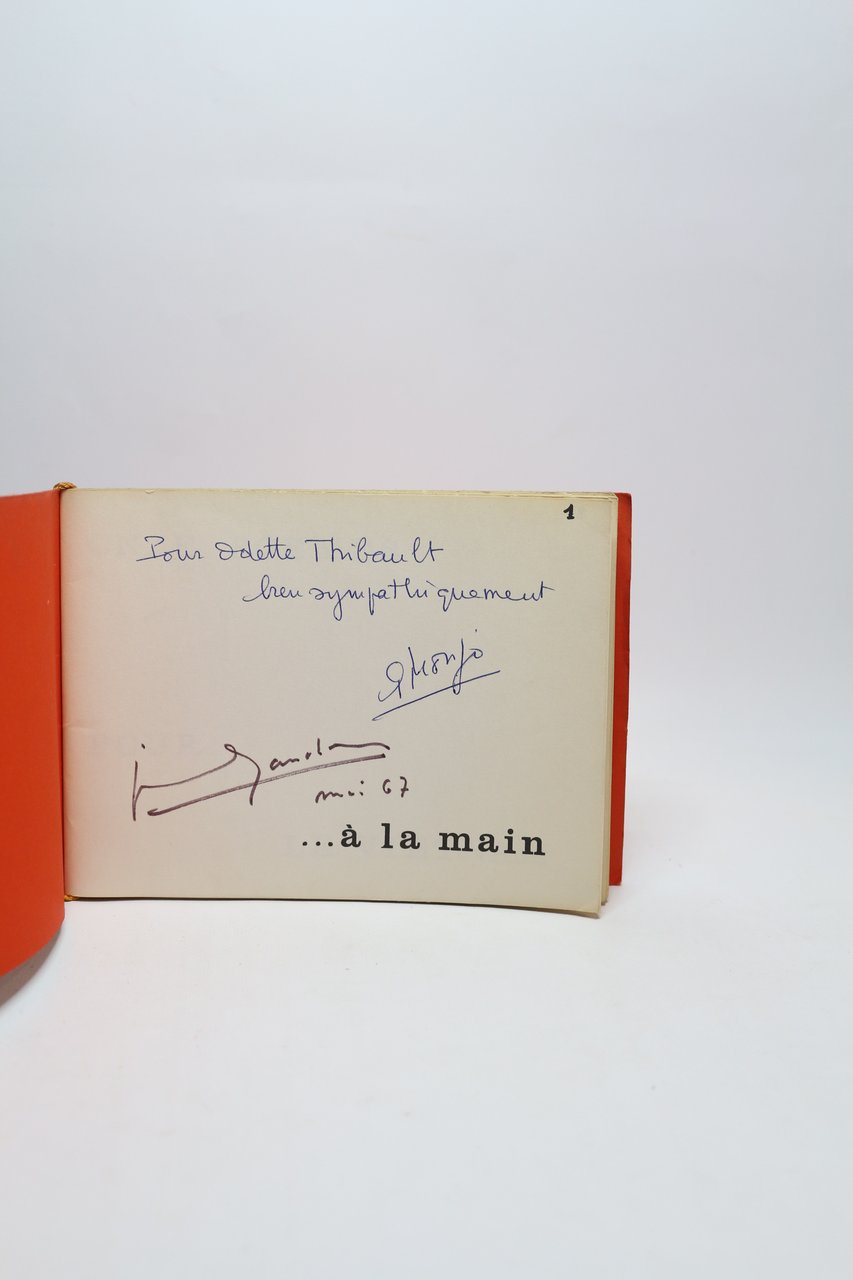 1
Pour Odette Thibault
bien sympathiquement
mai 67
...à la main